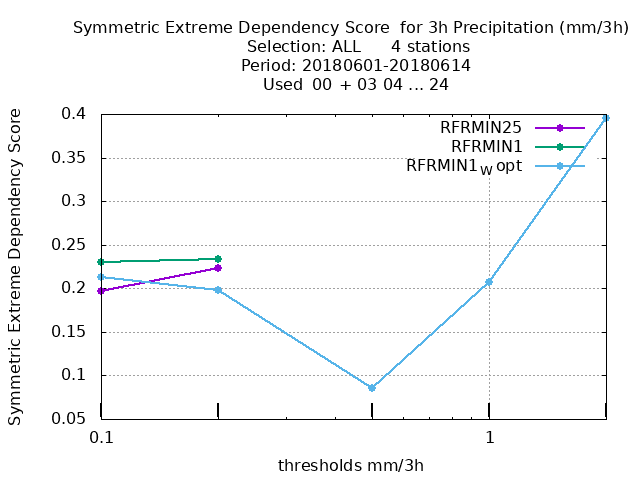 Symmetric Extreme Dependency Score  for 3h Precipitation (mm/3h)
Selection: ALL      4 stations
Period: 20180601-20180614
Used  00  + 03 04 ... 24
Symmetric Extreme Dependency Score
0.4
0.35
0.3
0.25
0.2
0.15
0.1
0.05
RFRMIN25
RFRMIN1
RFRMIN1W opt
0.1
1
thresholds mm/3h